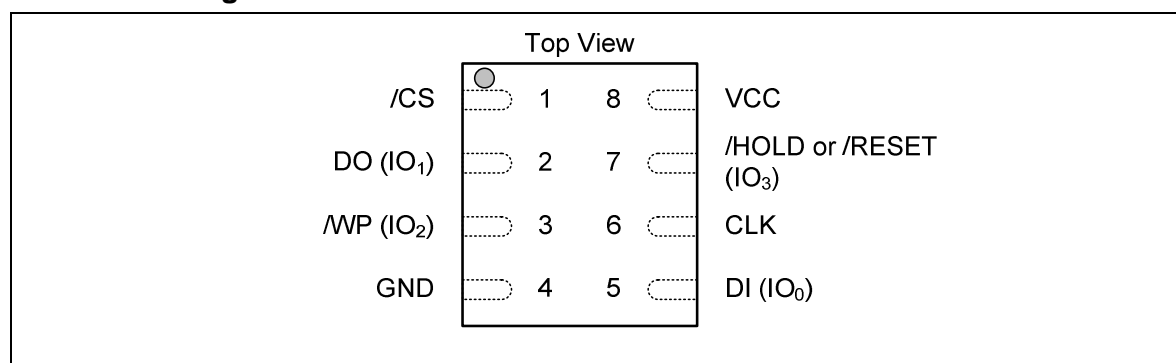 g
Top View
/CS 1 8 VCC
DO (IO₁) 2 7 /HOLD or /RESET
(IO₃)
/WP (IO₂) 3 6 CLK
GND 4 5 DI (IO₀)